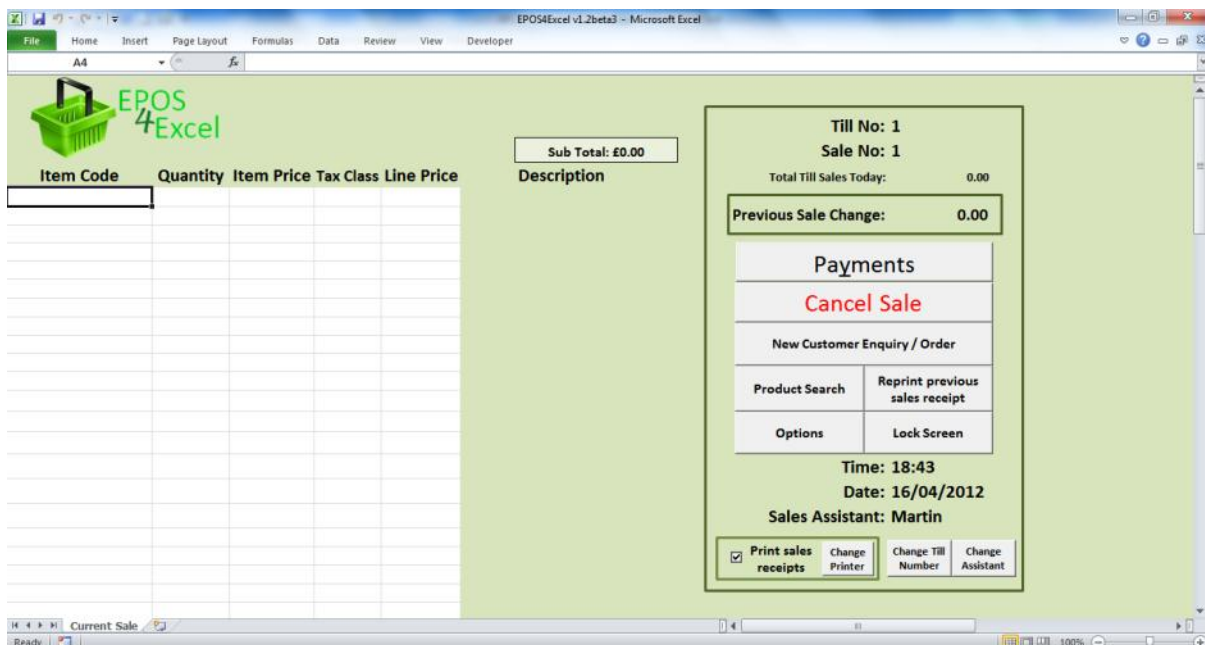 EPOS4Excel v1.2beta3 - Microsoft Excel
File Home Insert Page Layout Formulas Data Review View Developer
A4 fx
EPOS
4Excel
Till No: 1
Sub Total: £0.00
Sale No: 1
Item Code Quantity Item Price Tax Class Line Price Description
Total Till Sales Today: 0.00
Previous Sale Change: 0.00
Payments
Cancel Sale
New Customer Enquiry / Order
Product Search
Reprint previous
sales receipt
Options
Lock Screen
Time: 18:43
Date: 16/04/2012
Sales Assistant: Martin
Print sales
receipts
Change
Printer
Change Till
Number
Change
Assistant
Current Sale
Ready 100%